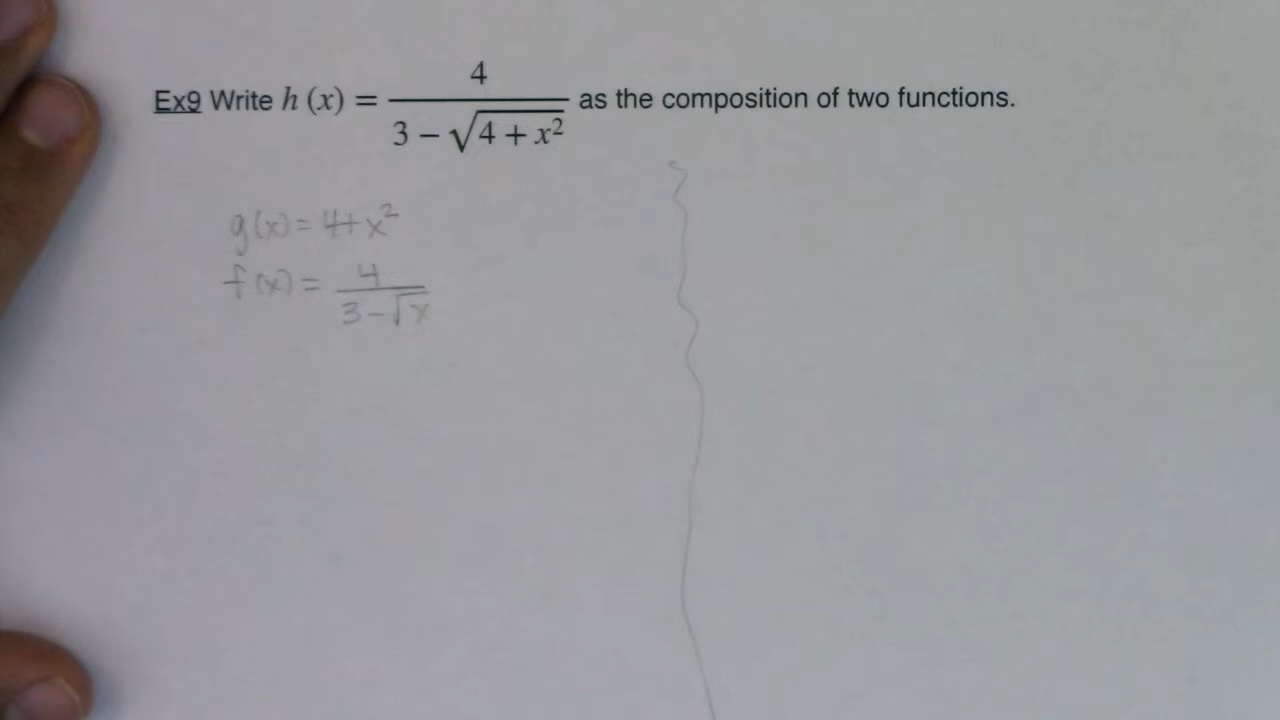 Ex9 Write h (x) = 4 / (3 − √(4 + x²)) as the composition of two functions.
g(x) = 4+x²
f(x) = 4 / (3−√x)